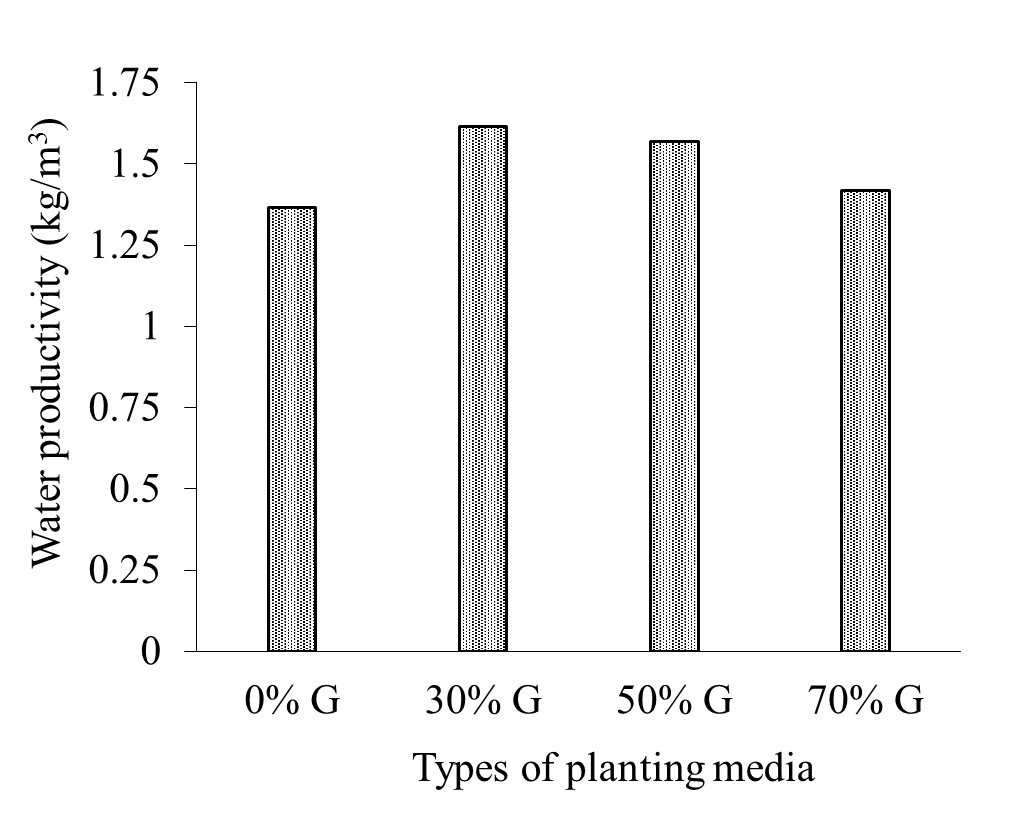 Water productivity (kg/m³)
1.75
1.5
1.25
1
0.75
0.5
0.25
0
0% G
30% G
50% G
70% G
Types of planting media